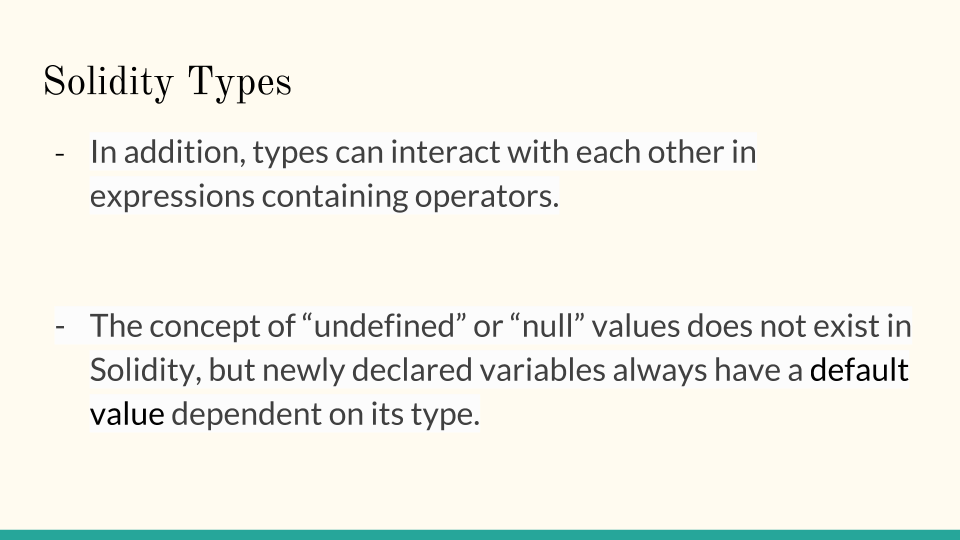 Solidity Types
- In addition, types can interact with each other in
expressions containing operators.
- The concept of “undefined” or “null” values does not exist in
Solidity, but newly declared variables always have a default
value dependent on its type.